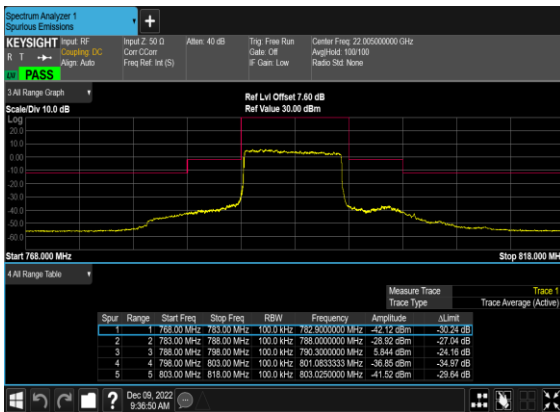 Spectrum Analyzer 1
Spurious Emissions
KEYSIGHT
R T
Input: RF
Coupling: DC
Align: Auto
Input Z: 50 Ω
Corr CCorr
Freq Ref: Int (S)
Atten: 40 dB
Trig: Free Run
Gate: Off
IF Gain: Low
Center Freq: 22.005000000 GHz
Avg|Hold: 100/100
Radio Std: None
PASS
3 All Range Graph
Scale/Div 10.0 dB
Ref Lvl Offset 7.60 dB
Ref Value 30.00 dBm
Log
20.0
10.0
0.00
-10.0
-20.0
-30.0
-40.0
-50.0
-60.0
Start 768.000 MHz
Stop 818.000 MH
4 All Range Table
Measure Trace Trace 1
Trace Type Trace Average (Active)
Spur Range Start Freq Stop Freq RBW Frequency Amplitude ΔLimit
1 1 768.00 MHz 783.00 MHz 100.0 kHz 782.9000000 MHz -42.12 dBm -30.24 dB
2 2 783.00 MHz 788.00 MHz 100.0 kHz 788.0000000 MHz -28.92 dBm -27.04 dB
3 3 788.00 MHz 798.00 MHz 100.0 kHz 790.3000000 MHz 5.844 dBm -24.16 dB
4 4 798.00 MHz 803.00 MHz 100.0 kHz 801.0833333 MHz -36.85 dBm -34.97 dB
5 5 803.00 MHz 818.00 MHz 100.0 kHz 803.0250000 MHz -41.52 dBm -29.64 dB
Dec 09, 2022
9:36:50 AM